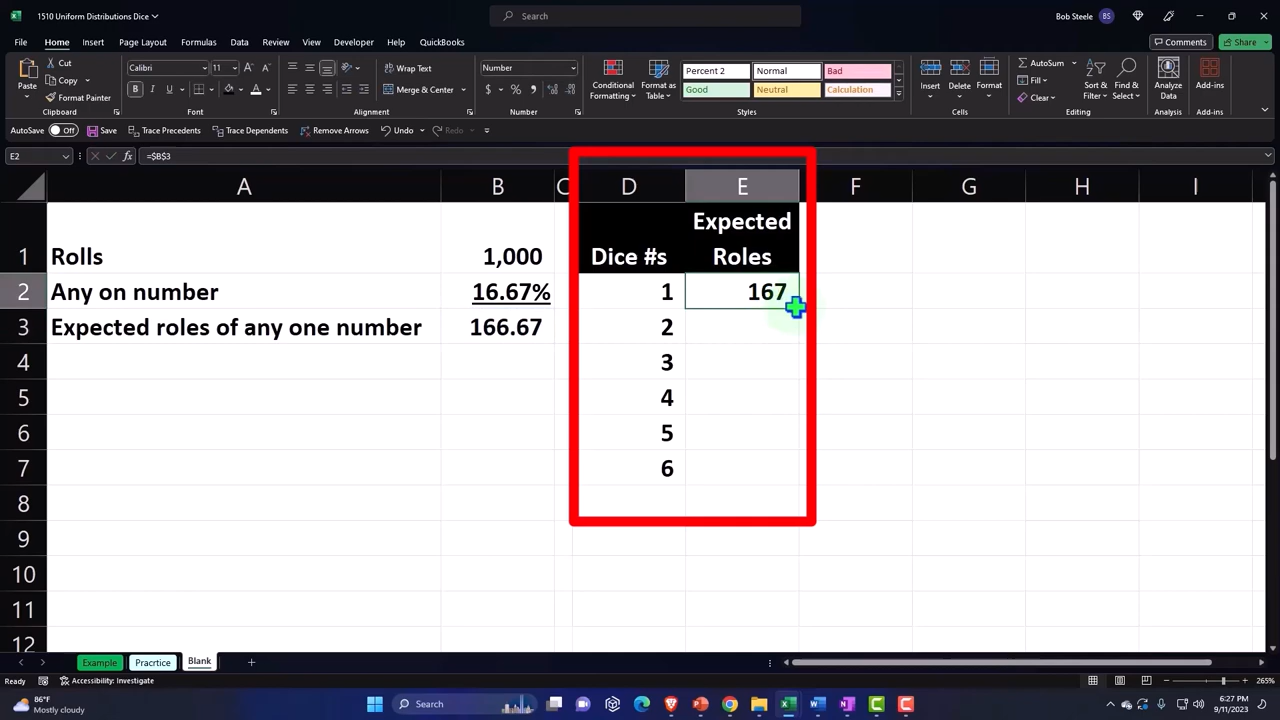 1510 Uniform Distributions Dice
Search
Bob Steele BS
File Home Insert Page Layout Formulas Data Review View Developer Help QuickBooks
Comments Share
Paste
Cut
Copy
Format Painter
Clipboard
Calibri 11
B I U A
Font
Wrap Text
Merge & Center
Alignment
Number
$ % ,
Number
Conditional Formatting
Format as Table
Percent 2 Normal Bad
Good Neutral Calculation
Styles
Insert Delete Format
Cells
AutoSum
Fill
Clear
Sort & Filter
Find & Select
Editing
Analyze Data
Analysis
Add-ins
Add-ins
AutoSave Off Save Trace Precedents Trace Dependents Remove Arrows Undo Redo
E2 fx =$B$3
A B C D E F G H I
Expected
1 Rolls 1,000 Dice #s Roles
2 Any on number 16.67% 1 167
3 Expected roles of any one number 166.67 2
4 3
5 4
6 5
7 6
8
9
10
11
12
Example Pracrtice Blank
Ready Accessibility: Investigate 265%
86°F
Mostly cloudy
Search
6:27 PM
9/11/2023